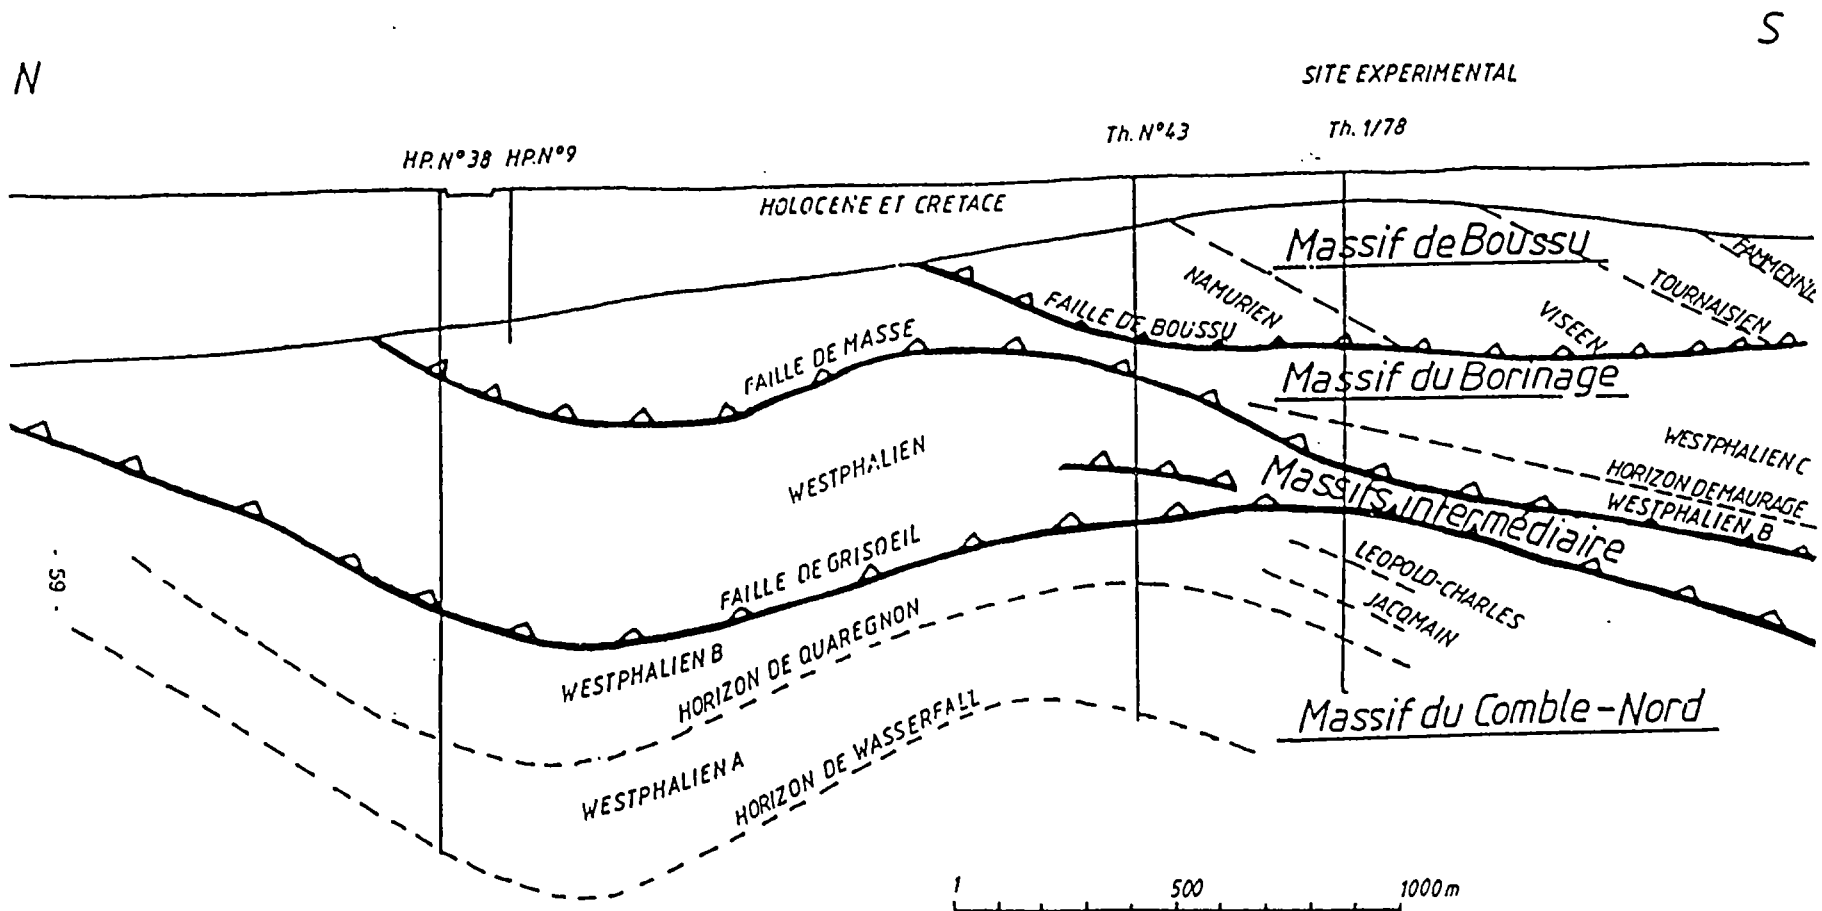 S
N
SITE EXPERIMENTAL
Th. N°43
Th. 1/78
HP. N°38
HP. N°9
HOLOCENE ET CRETACE
Massif de Boussu
NAMURIEN
VISEEN
TOURNAISIEN
FAILLE DE BOUSSU
FAILLE DE MASSE
Massif du Borinage
WESTPHALIEN
WESTPHALIEN C
HORIZON DE MAURAGE
WESTPHALIEN B
Massifs intermédiaire
FAILLE DE GRISOEIL
LEOPOLD-CHARLES
JACQMAIN
- 59 -
WESTPHALIEN B
HORIZON DE QUAREGNON
Massif du Comble-Nord
WESTPHALIEN A
HORIZON DE WASSERFALL
1 500 1000 m